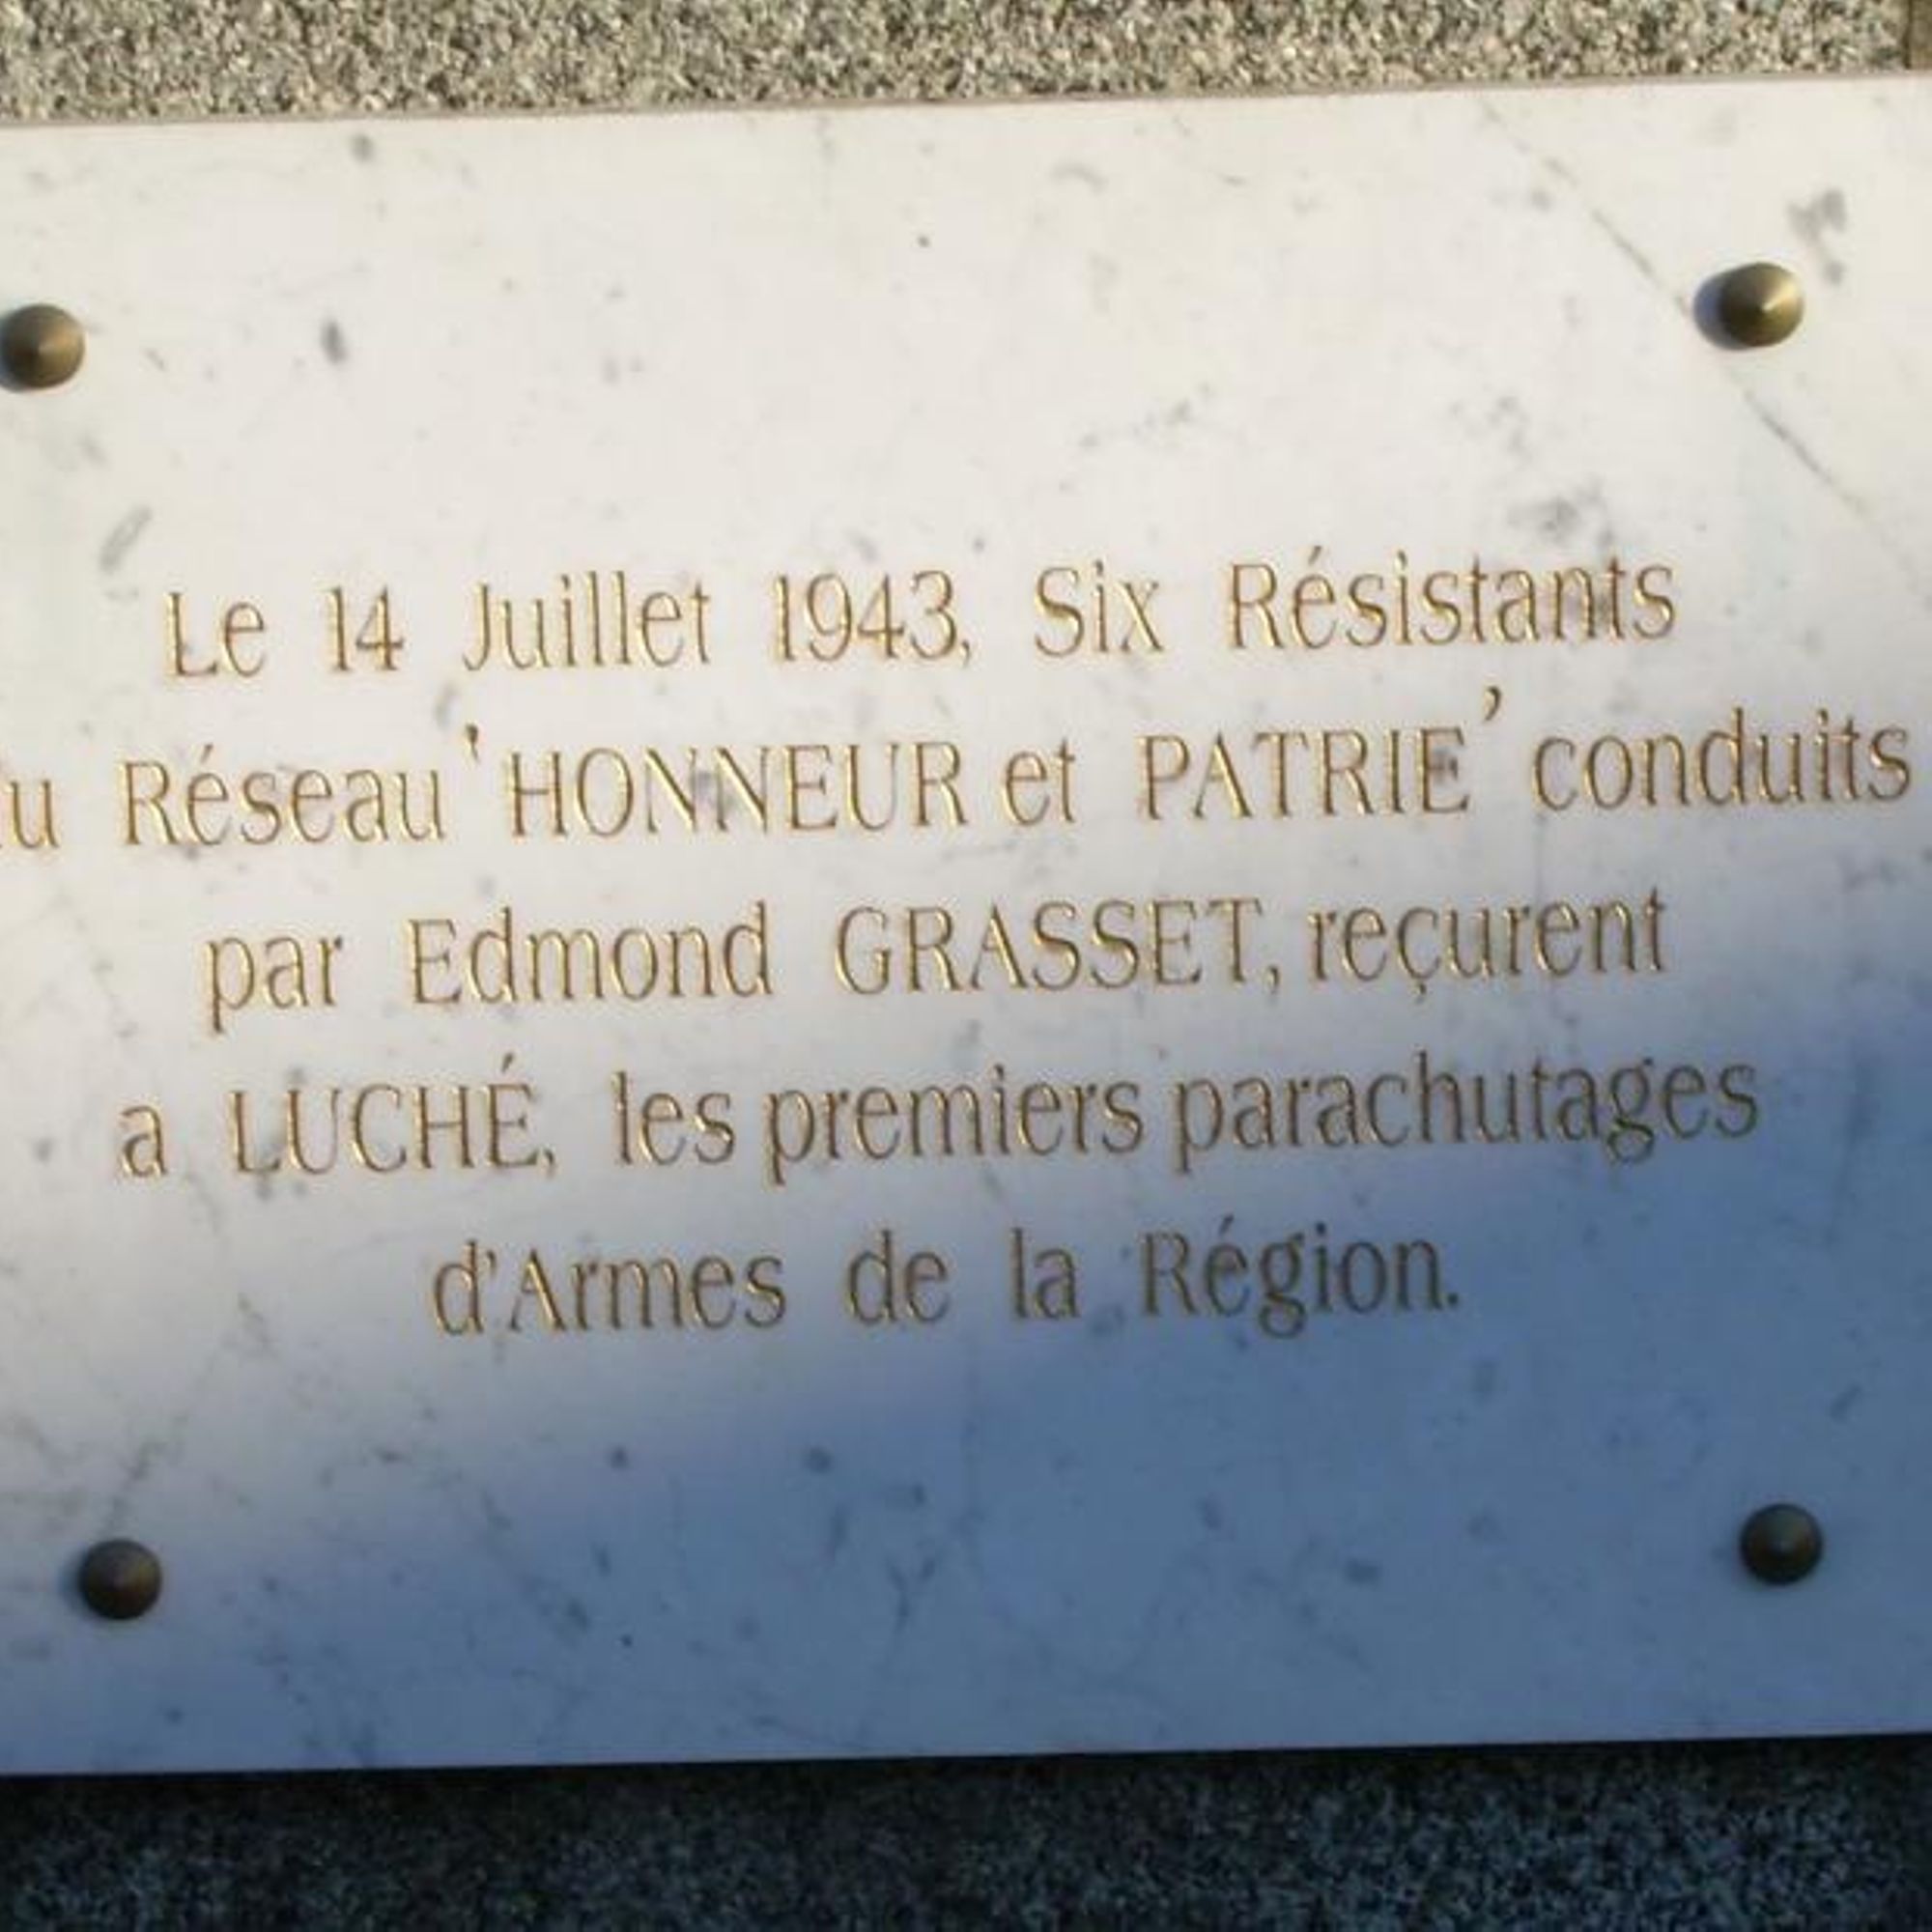 Le 14 Juillet 1943, Six Résistants
du Réseau 'HONNEUR et PATRIE' conduits
par Edmond GRASSET, reçurent
a LUCHÉ, les premiers parachutages
d'Armes de la Région.